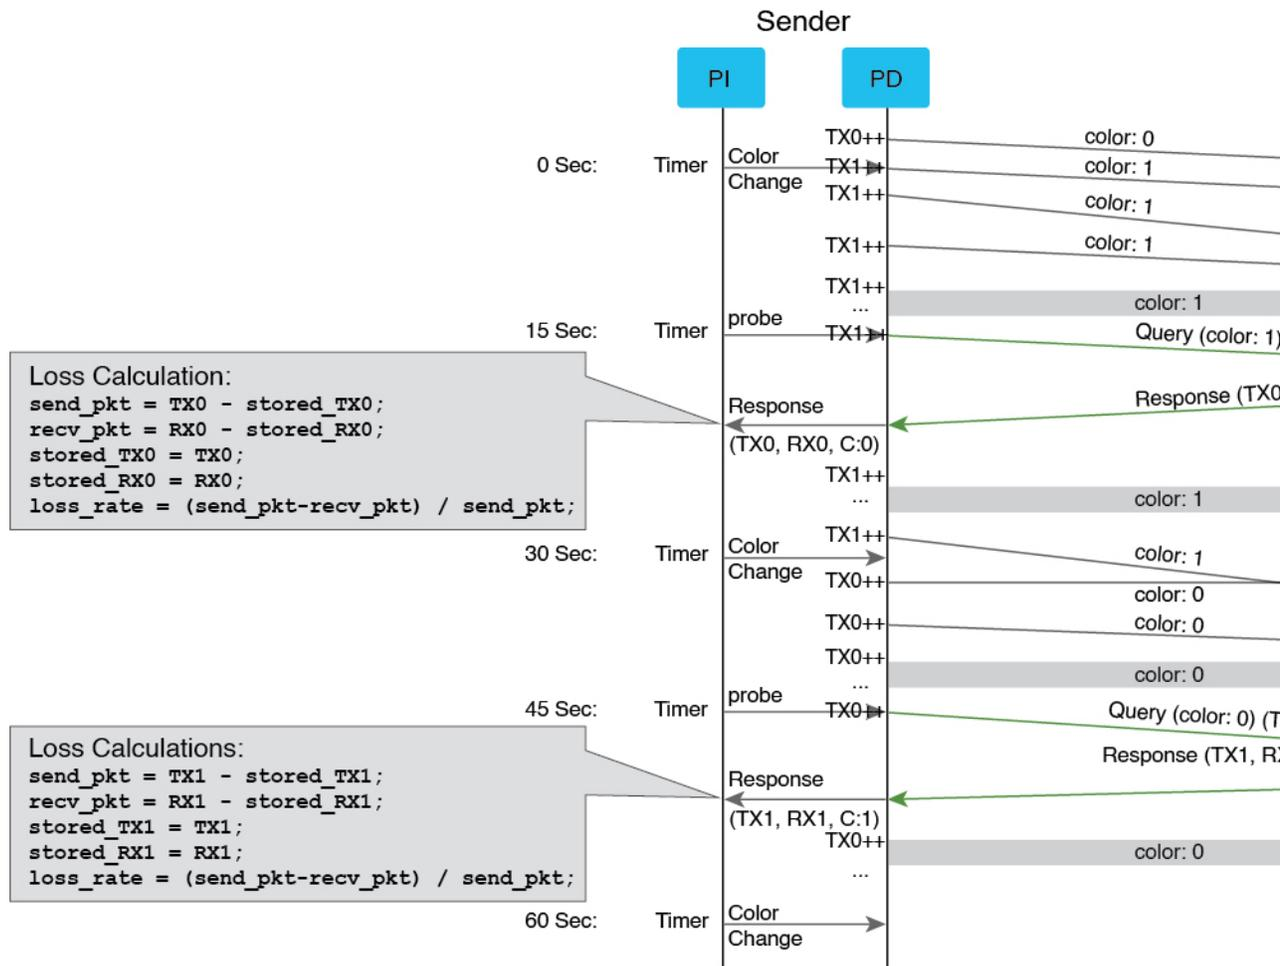 Sender
PI
PD
TX0++
color: 0
0 Sec:
Timer
Color
Change
TX1++
color: 1
TX1++
color: 1
TX1++
color: 1
TX1++
...
color: 1
15 Sec:
Timer
probe
TX1++
Query (color: 1)
Loss Calculation:
send_pkt = TX0 - stored_TX0;
recv_pkt = RX0 - stored_RX0;
stored_TX0 = TX0;
stored_RX0 = RX0;
loss_rate = (send_pkt-recv_pkt) / send_pkt;
Response
(TX0, RX0, C:0)
Response (TX0
TX1++
...
color: 1
30 Sec:
Timer
Color
Change
TX1++
color: 1
TX0++
color: 0
TX0++
color: 0
TX0++
...
color: 0
45 Sec:
Timer
probe
TX0++
Query (color: 0) (T
Loss Calculations:
send_pkt = TX1 - stored_TX1;
recv_pkt = RX1 - stored_RX1;
stored_TX1 = TX1;
stored_RX1 = RX1;
loss_rate = (send_pkt-recv_pkt) / send_pkt;
Response
(TX1, RX1, C:1)
Response (TX1, RX
TX0++
...
color: 0
60 Sec:
Timer
Color
Change